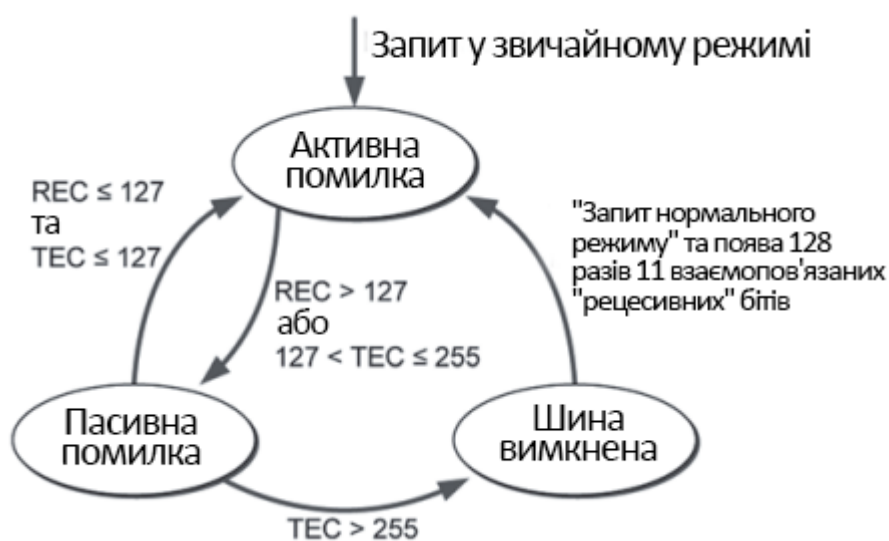 Запит у звичайному режимі
Активна
помилка
REC ≤ 127
та
TEC ≤ 127
REC > 127
або
127 < TEC ≤ 255
"Запит нормального
режиму" та поява 128
разів 11 взаємопов'язаних
"рецесивних" бітів
Пасивна
помилка
Шина
вимкнена
TEC > 255